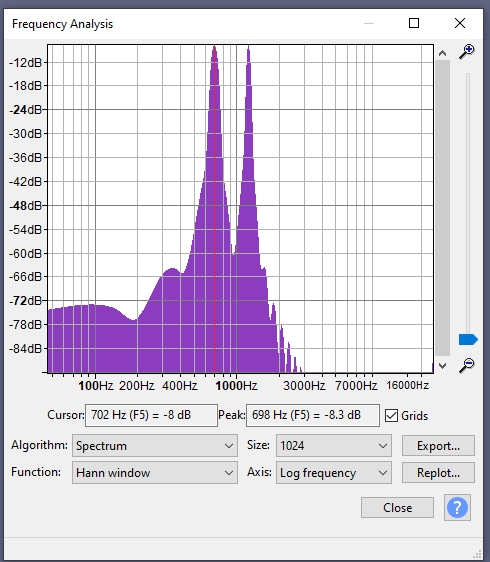 Frequency Analysis
-12dB
-18dB
-24dB
-30dB
-36dB
-42dB
-48dB
-54dB
-60dB
-66dB
-72dB
-78dB
-84dB
100Hz 200Hz 400Hz 1000Hz 3000Hz 7000Hz 16000Hz
Cursor: 702 Hz (F5) = -8 dB Peak: 698 Hz (F5) = -8.3 dB Grids
Algorithm: Spectrum Size: 1024 Export...
Function: Hann window Axis: Log frequency Replot...
Close ?